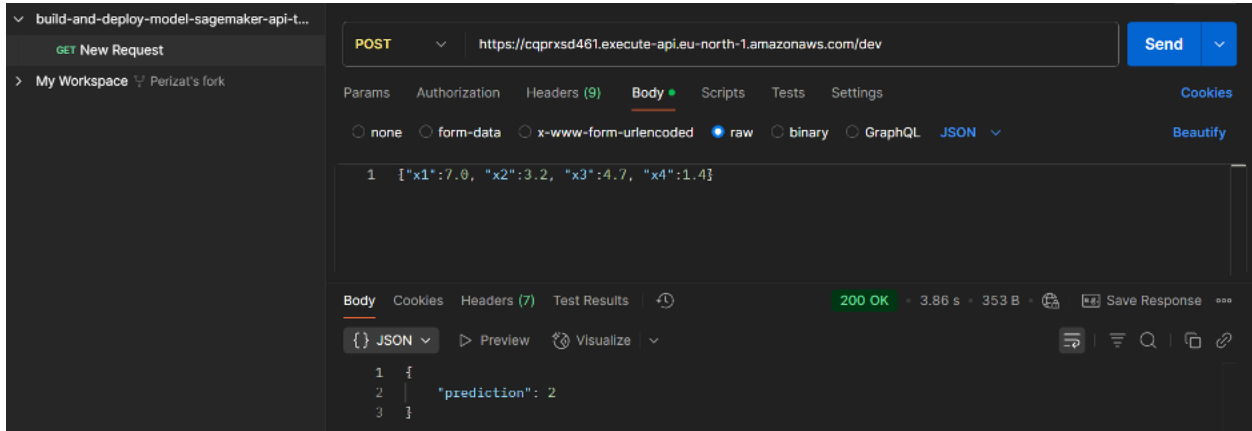 build-and-deploy-model-sagemaker-api-t...
GET New Request
My Workspace Perizat's fork
POST https://cqprxsd461.execute-api.eu-north-1.amazonaws.com/dev Send
Params Authorization Headers (9) Body Scripts Tests Settings Cookies
none form-data x-www-form-urlencoded raw binary GraphQL JSON Beautify
1 {"x1":7.0, "x2":3.2, "x3":4.7, "x4":1.4}
Body Cookies Headers (7) Test Results 200 OK 3.86 s 353 B e.g. Save Response
{} JSON Preview Visualize
1 {
2 "prediction": 2
3 }